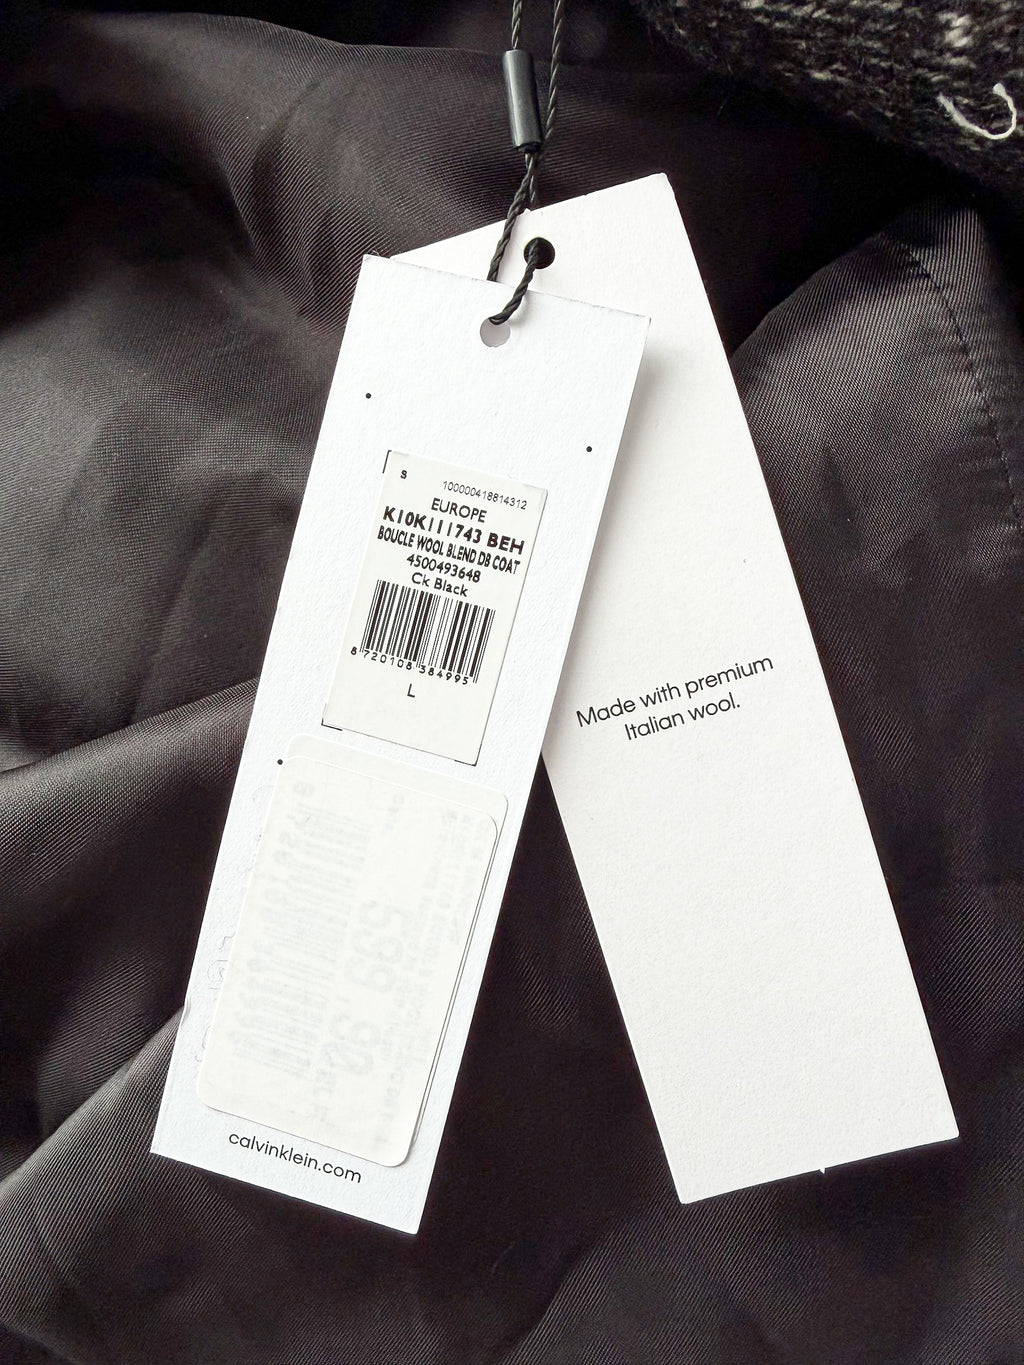 S
100000418814312
EUROPE
K10K111743 BEH
BOUCLE WOOL BLEND DB COAT
4500493648
Ck Black
8 720108 384995
L
calvinklein.com
Made with premium
Italian wool.